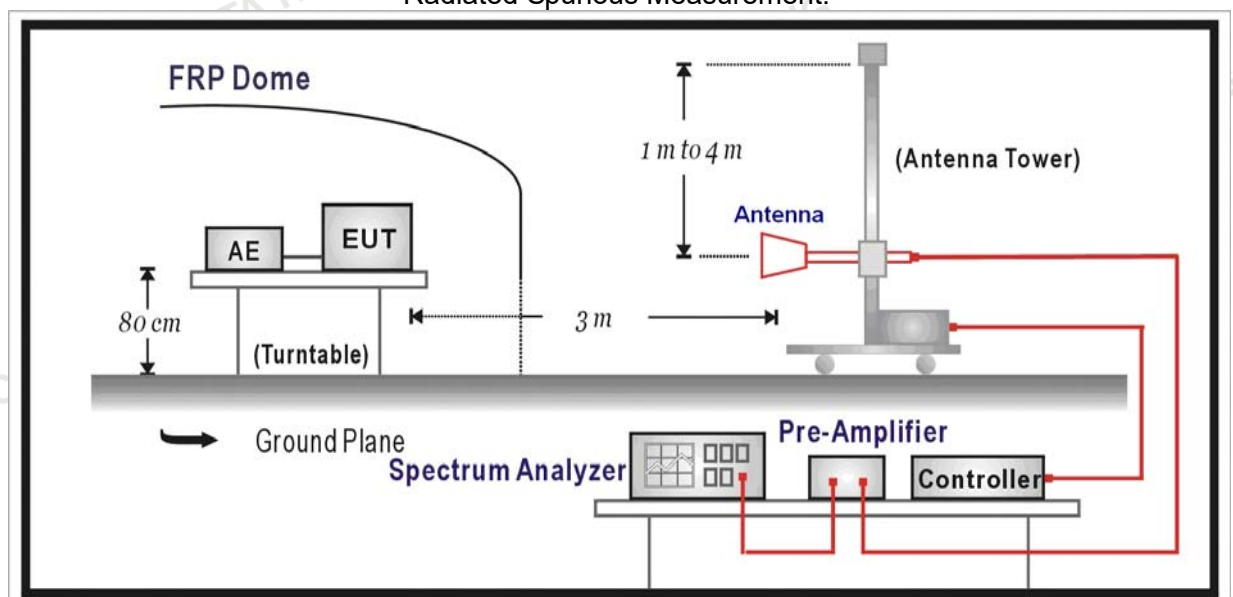 Radiated Spurious Measurement:
FRP Dome
1 m to 4 m
(Antenna Tower)
Antenna
AE
EUT
80 cm
3 m
(Turntable)
Ground Plane
Pre-Amplifier
Spectrum Analyzer
Controller